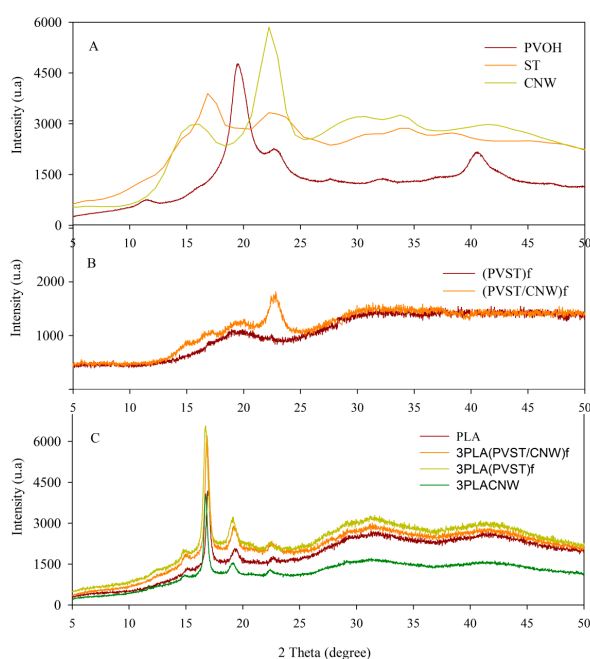 6000
A
PVOH
ST
CNW
4500
Intensity (u.a)
3000
1500
0
5 10 15 20 25 30 35 40 45 50
B
(PVST)f
(PVST/CNW)f
2000
Intensity (u.a)
1000
5 10 15 20 25 30 35 40 45 50
C
PLA
3PLA(PVST/CNW)f
3PLA(PVST)f
3PLACNW
6000
4500
Intensity (u.a)
3000
1500
0
5 10 15 20 25 30 35 40 45 50
2 Theta (degree)